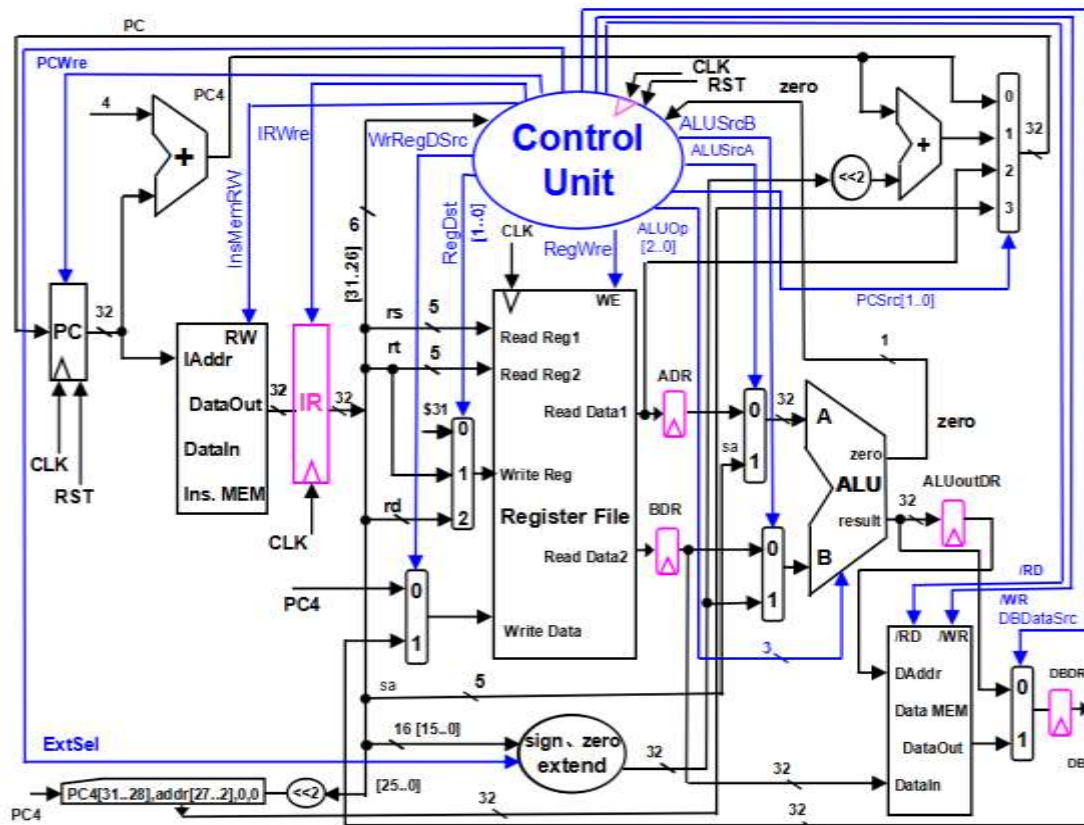 PC
PCWre
4
PC4
IRWre
InsMemRW
WrRegDSrc
RegDst
[1..0]
6
[31..26]
Control
Unit
CLK
RST
zero
ALUSrcB
ALUSrcA
ALUOp
[2..0]
RegWre
CLK
+
+
<<2
0
1
2
3
32
PCSrc[1..0]
PC
32
CLK
RST
RW
IAddr
DataOut
DataIn
Ins. MEM
32
IR
32
CLK
rs
5
rt
5
$31
0
1
2
rd
PC4
0
1
WE
Read Reg1
Read Reg2
Read Data1
Write Reg
Register File
Read Data2
Write Data
ADR
BDR
sa
0
1
32
0
1
A
zero
ALU
result
B
1
zero
32
ALUoutDR
3
/RD
/WR
DBDataSrc
/RD
/WR
DAddr
Data MEM
DataOut
DataIn
0
1
DBDR
DB
sa
5
16 [15..0]
sign、zero
extend
32
32
ExtSel
[25..0]
PC4
PC4[31..28],addr[27..2],0,0
<<2
32
32